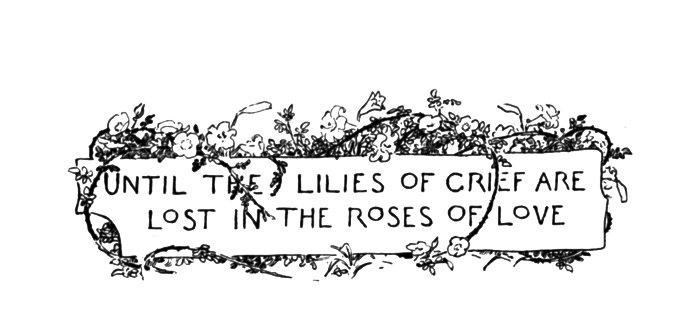 UNTIL THE LILIES OF GRIEF ARE
LOST IN THE ROSES OF LOVE